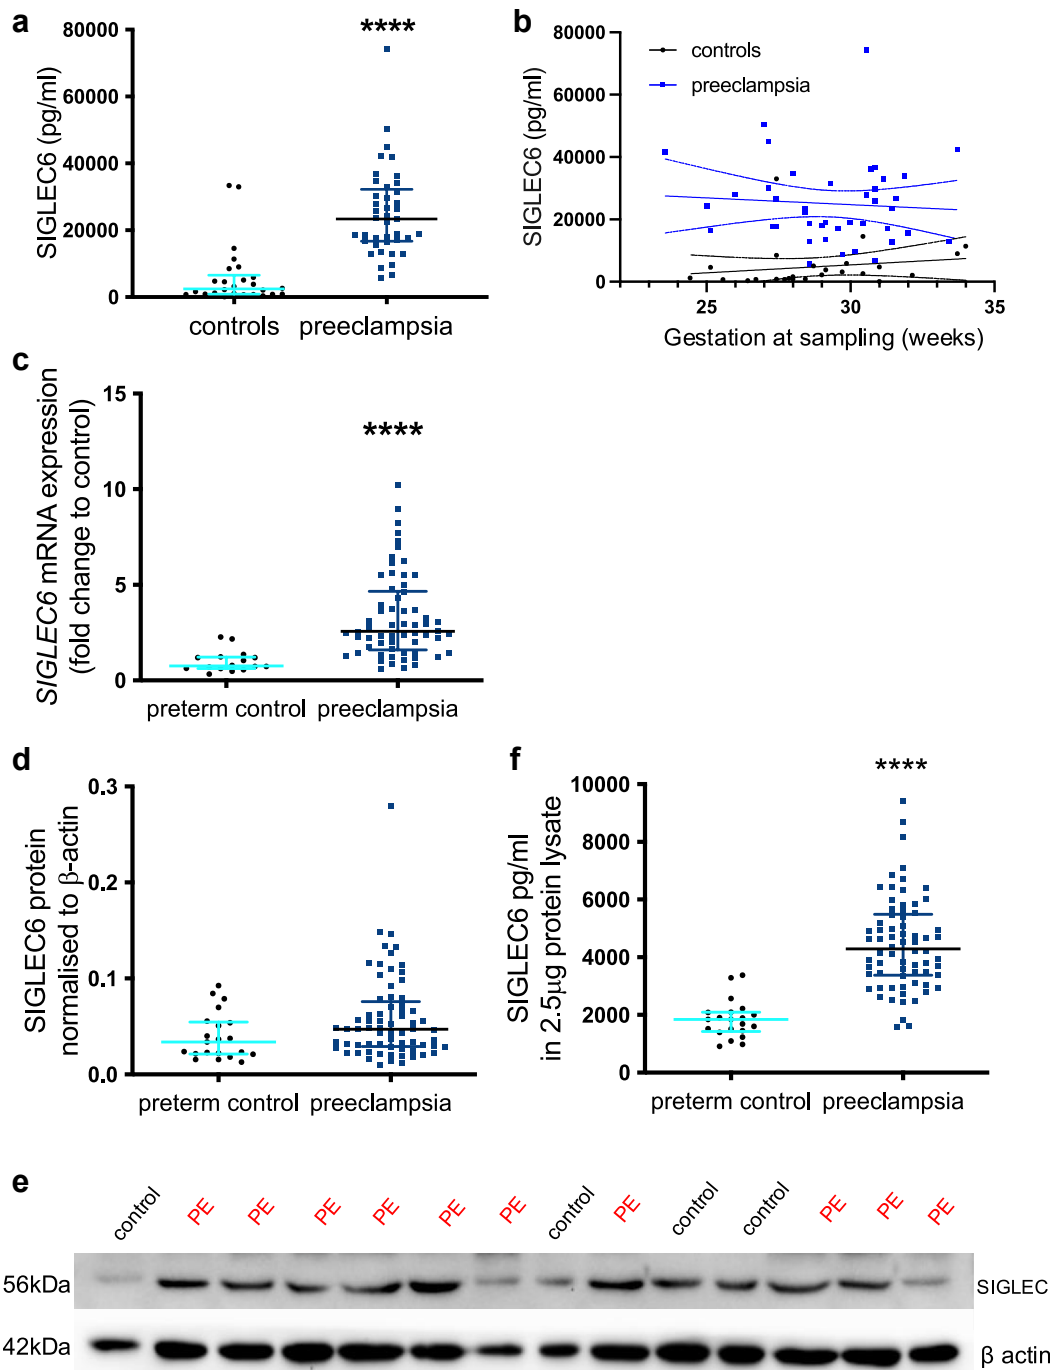 a
SIGLEC6 (pg/ml)
80000
60000
40000
20000
0
****
controls
preeclampsia
b
SIGLEC6 (pg/ml)
80000
60000
40000
20000
0
controls
preeclampsia
25
30
35
Gestation at sampling (weeks)
c
SIGLEC6 mRNA expression
(fold change to control)
15
10
5
0
****
preterm control
preeclampsia
d
SIGLEC6 protein
normalised to β-actin
0.3
0.2
0.1
0.0
preterm control
preeclampsia
f
SIGLEC6 pg/ml
in 2.5μg protein lysate
10000
8000
6000
4000
2000
0
****
preterm control
preeclampsia
e
control
PE
PE
PE
PE
PE
PE
control
PE
control
control
PE
PE
PE
56kDa
SIGLEC
42kDa
β actin